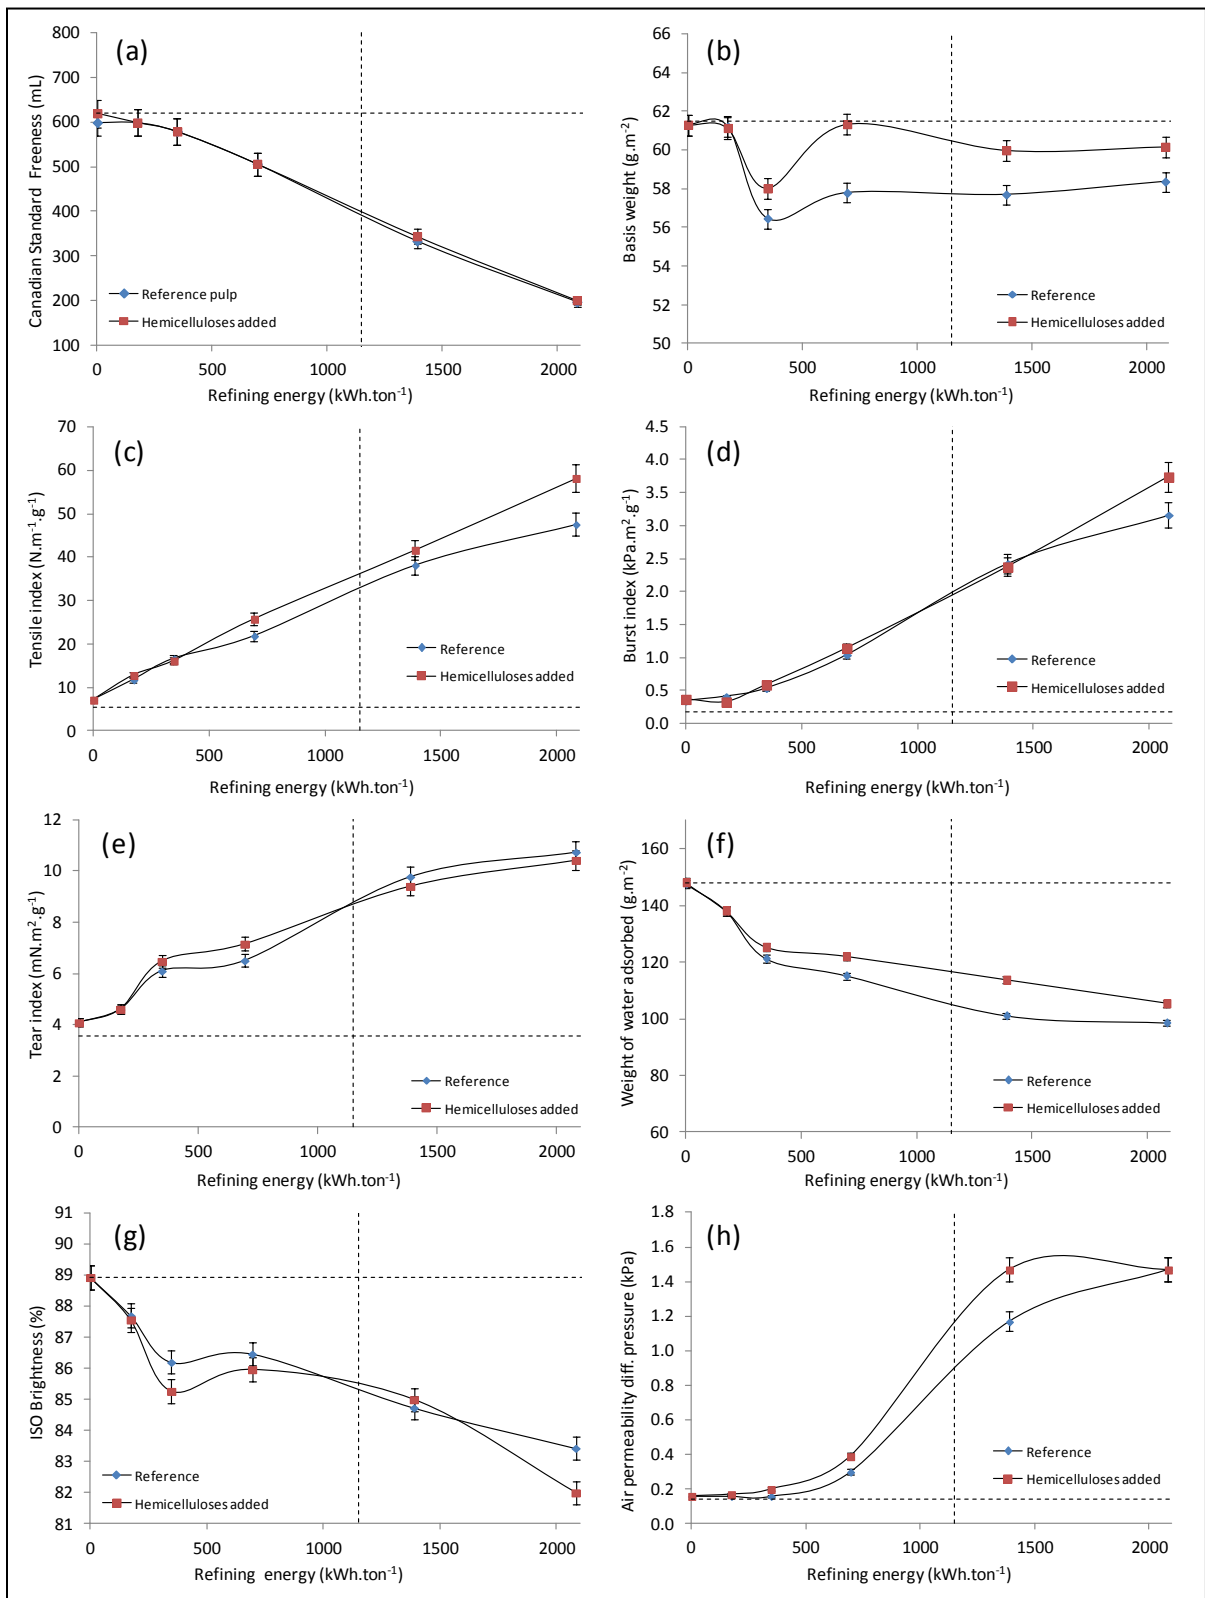 (a)
Canadian Standard Freeness (mL)
800
700
600
500
400
300
200
100
0 500 1000 1500 2000
Refining energy (kWh.ton⁻¹)
Reference pulp
Hemicelluloses added
(b)
Basis weight (g.m⁻²)
66
64
62
60
58
56
54
52
50
0 500 1000 1500 2000
Refining energy (kWh.ton⁻¹)
Reference
Hemicelluloses added
(c)
Tensile index (N.m⁻¹.g⁻¹)
70
60
50
40
30
20
10
0
0 500 1000 1500 2000
Refining energy (kWh.ton⁻¹)
Reference
Hemicelluloses added
(d)
Burst index (kPa.m².g⁻¹)
4.5
4.0
3.5
3.0
2.5
2.0
1.5
1.0
0.5
0.0
0 500 1000 1500 2000
Refining energy (kWh.ton⁻¹)
Reference
Hemicelluloses added
(e)
Tear index (mN.m².g⁻¹)
12
10
8
6
4
2
0
0 500 1000 1500 2000
Refining energy (kWh.ton⁻¹)
Reference
Hemicelluloses added
(f)
Weight of water adsorbed (g.m⁻²)
160
140
120
100
80
60
0 500 1000 1500 2000
Refining energy (kWh.ton⁻¹)
Reference
Hemicelluloses added
(g)
ISO Brightness (%)
91
90
89
88
87
86
85
84
83
82
81
0 500 1000 1500 2000
Refining energy (kWh.ton⁻¹)
Reference
Hemicelluloses added
(h)
Air permeability diff. pressure (kPa)
1.8
1.6
1.4
1.2
1.0
0.8
0.6
0.4
0.2
0.0
0 500 1000 1500 2000
Refining energy (kWh.ton⁻¹)
Reference
Hemicelluloses added